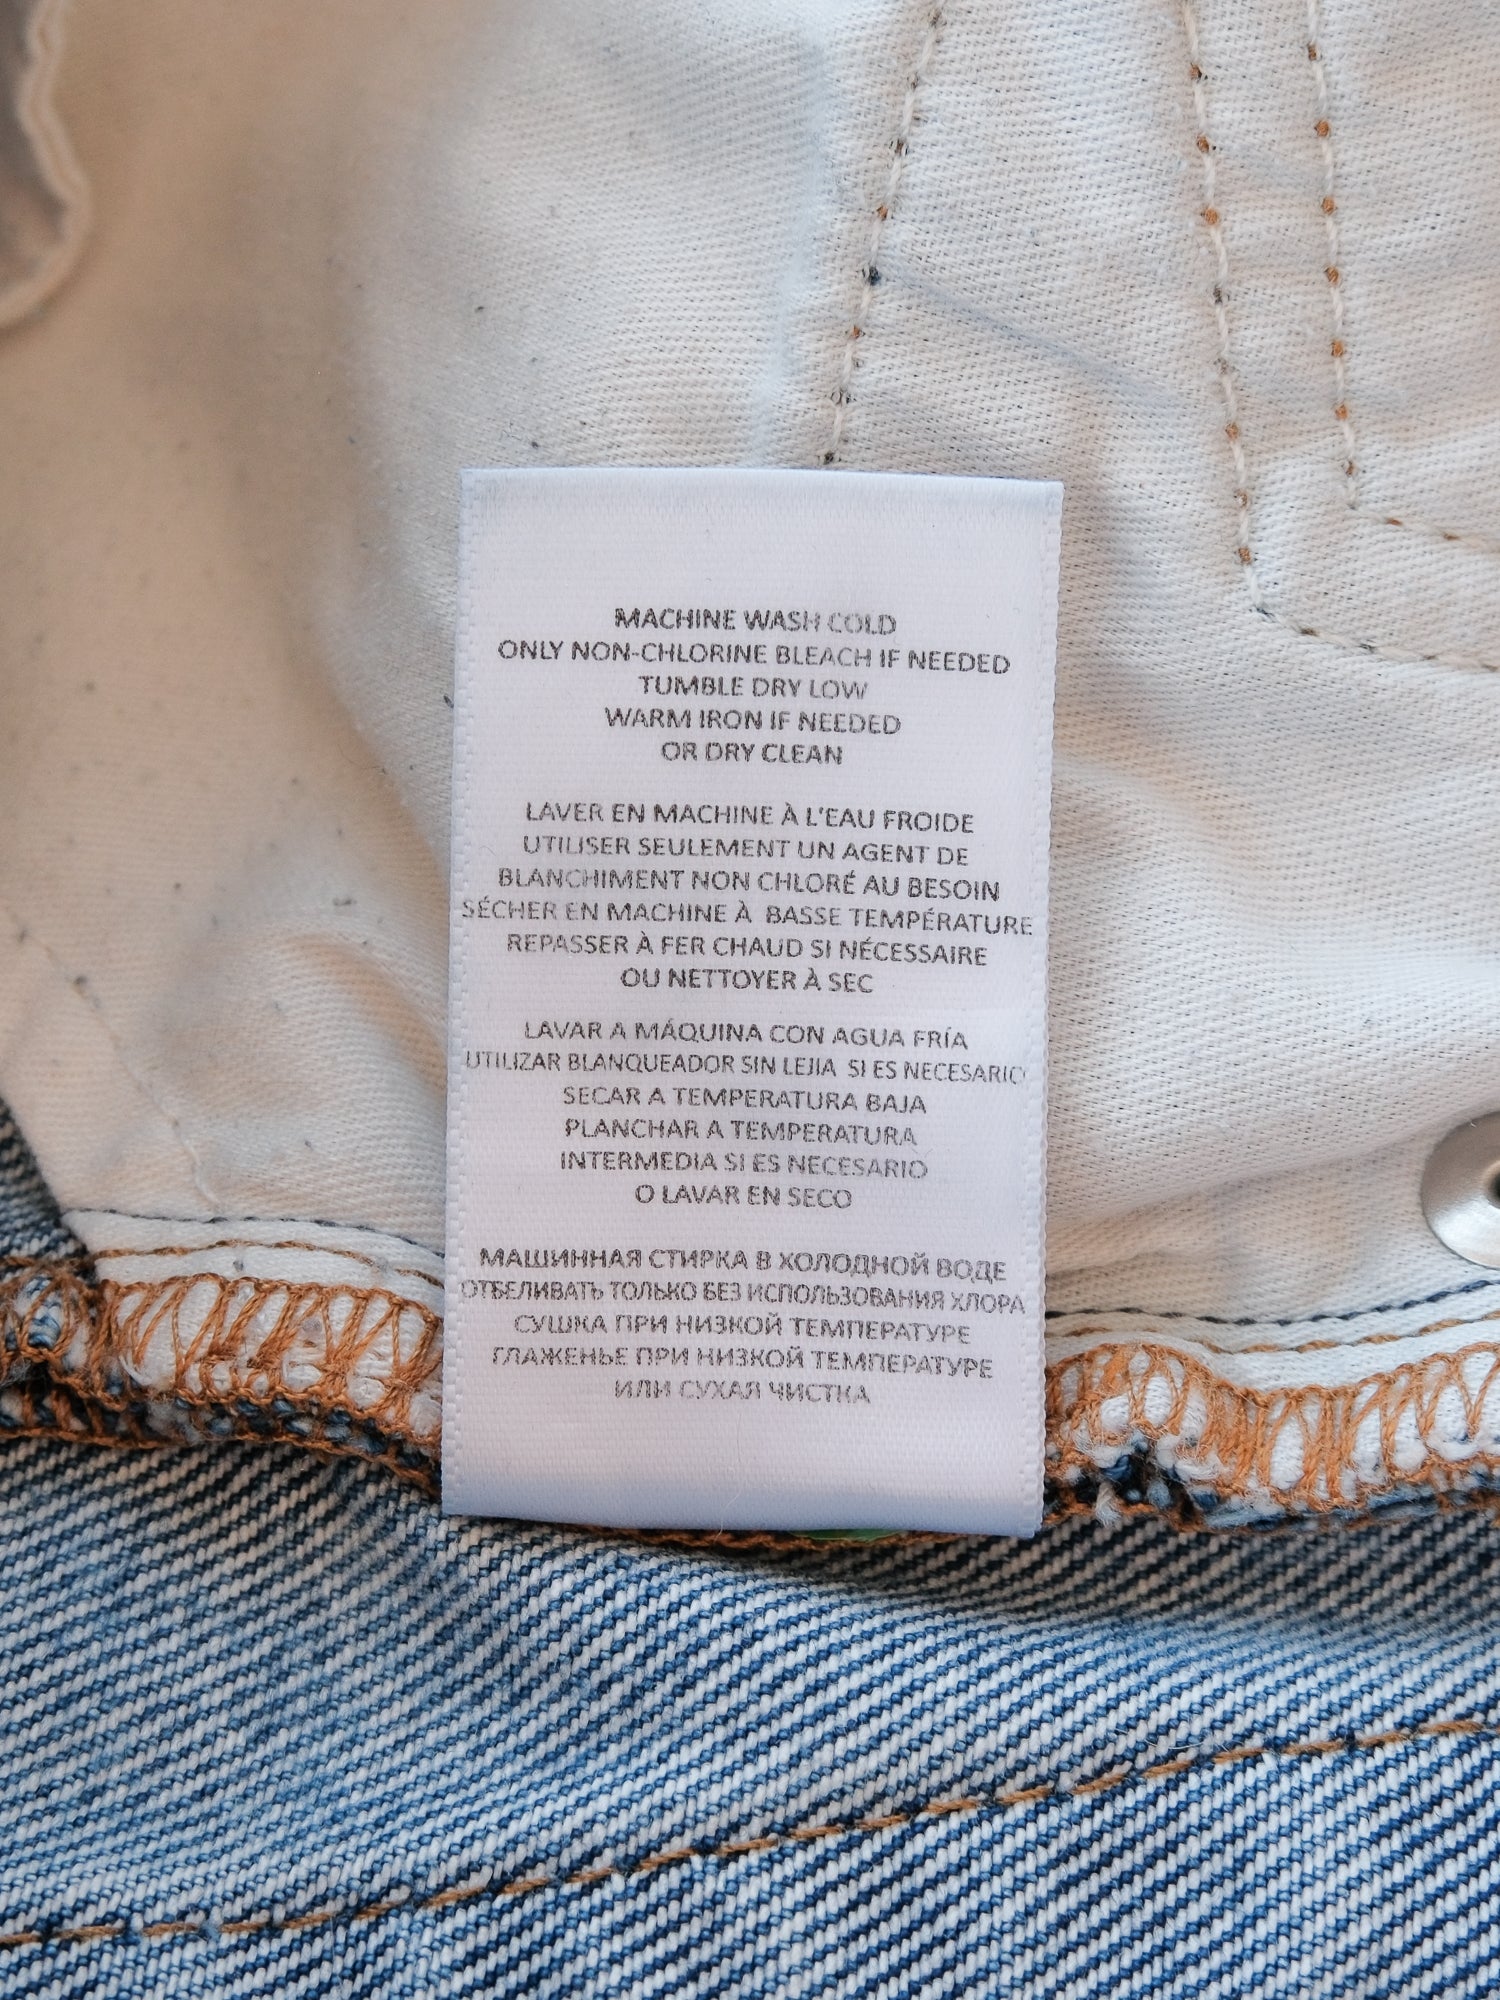 MACHINE WASH COLD
ONLY NON-CHLORINE BLEACH IF NEEDED
TUMBLE DRY LOW
WARM IRON IF NEEDED
OR DRY CLEAN
LAVER EN MACHINE À L'EAU FROIDE
UTILISER SEULEMENT UN AGENT DE
BLANCHIMENT NON CHLORÉ AU BESOIN
SÉCHER EN MACHINE À BASSE TEMPÉRATURE
REPASSER À FER CHAUD SI NÉCESSAIRE
OU NETTOYER À SEC
LAVAR A MÁQUINA CON AGUA FRÍA
UTILIZAR BLANQUEADOR SIN LEJIA SI ES NECESARIO
SECAR A TEMPERATURA BAJA
PLANCHAR A TEMPERATURA
INTERMEDIA SI ES NECESARIO
O LAVAR EN SECO
МАШИННАЯ СТИРКА В ХОЛОДНОЙ ВОДЕ
ОТБЕЛИВАТЬ ТОЛЬКО БЕЗ ИСПОЛЬЗОВАНИЯ ХЛОРА
СУШКА ПРИ НИЗКОЙ ТЕМПЕРАТУРЕ
ГЛАЖЕНЬЕ ПРИ НИЗКОЙ ТЕМПЕРАТУРЕ
ИЛИ СУХАЯ ЧИСТКА